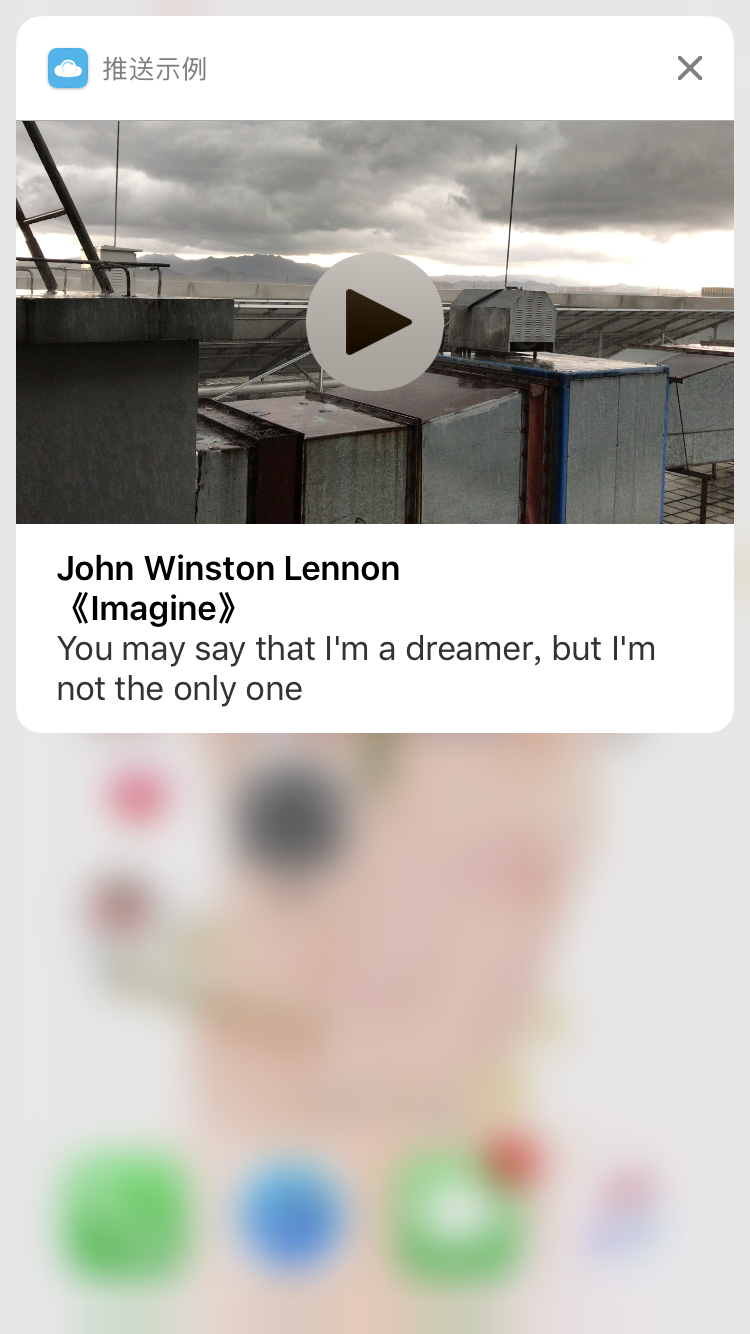 推送示例
John Winston Lennon
《Imagine》
You may say that I'm a dreamer, but I'm
not the only one